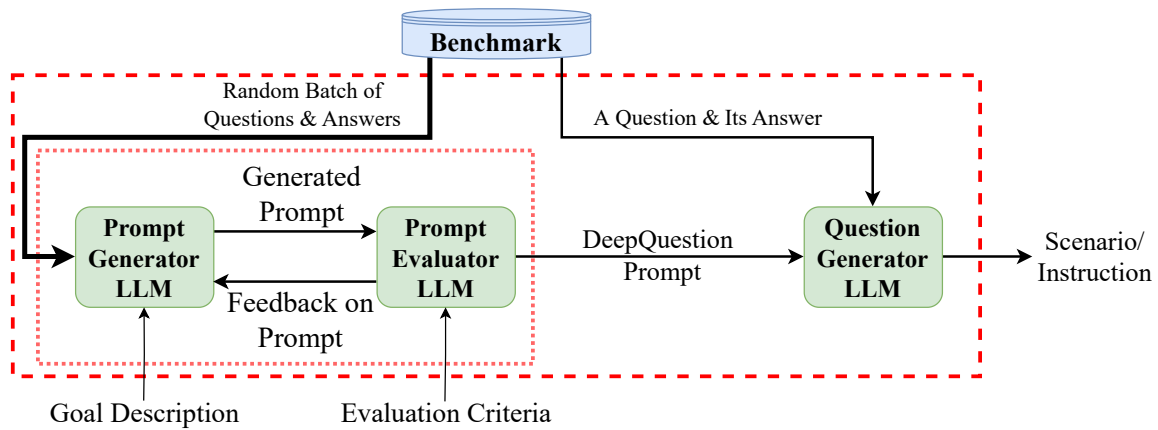 Benchmark
Random Batch of
Questions & Answers
A Question & Its Answer
Generated
Prompt
Prompt
Generator
LLM
Prompt
Evaluator
LLM
DeepQuestion
Prompt
Question
Generator
LLM
Scenario/
Instruction
Feedback on
Prompt
Goal Description
Evaluation Criteria